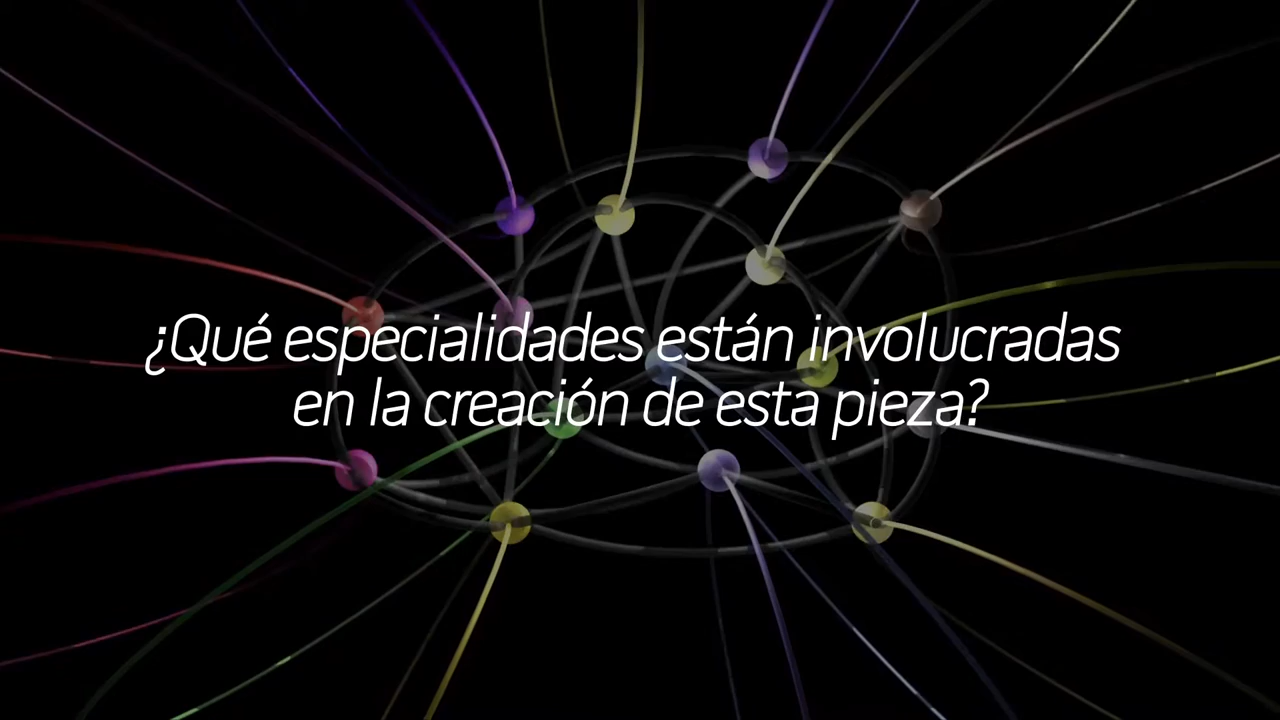 ¿Qué especialidades están involucradas
en la creación de esta pieza?